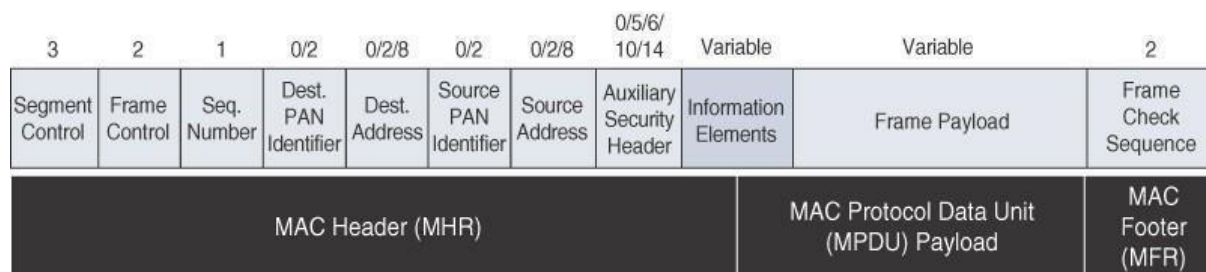 3 2 1 0/2 0/2/8 0/2 0/2/8 0/5/6/ 10/14 Variable Variable 2
Segment Control
Frame Control
Seq. Number
Dest. PAN Identifier
Dest. Address
Source PAN Identifier
Source Address
Auxiliary Security Header
Information Elements
Frame Payload
Frame Check Sequence
MAC Header (MHR)
MAC Protocol Data Unit
(MPDU) Payload
MAC
Footer
(MFR)